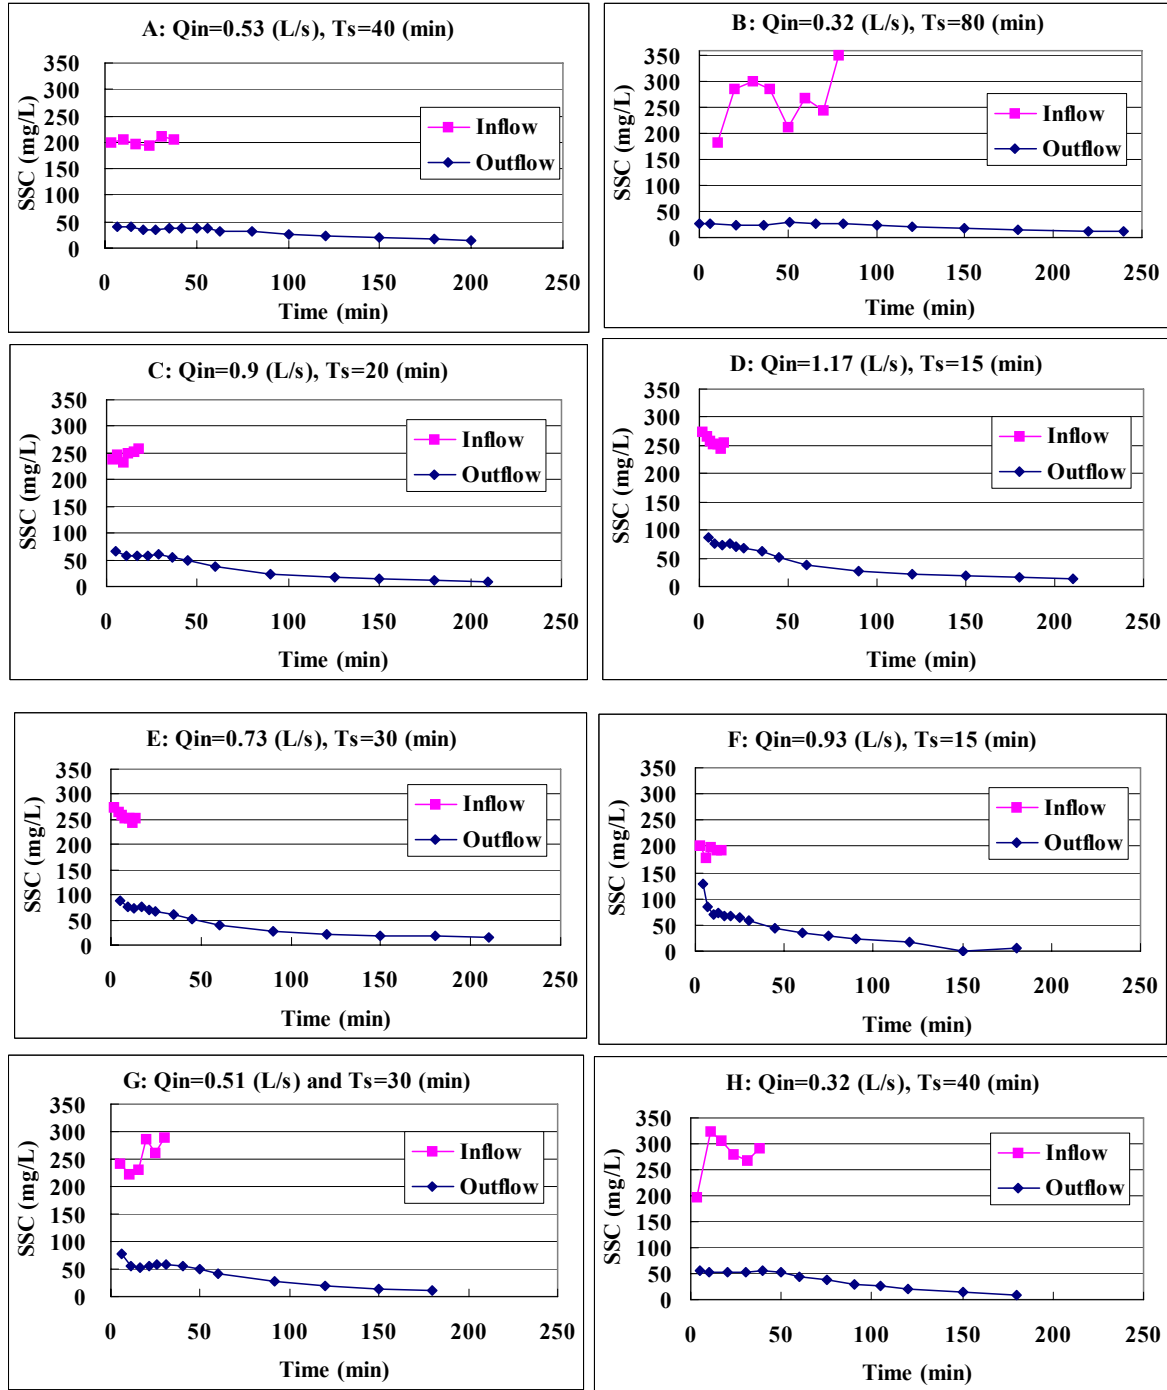 A: Qin=0.53 (L/s), Ts=40 (min)
350
300
250
200
150
100
50
0
SSC (mg/L)
Inflow
Outflow
0 50 100 150 200 250
Time (min)
B: Qin=0.32 (L/s), Ts=80 (min)
350
300
250
200
150
100
50
0
SSC (mg/L)
Inflow
Outflow
0 50 100 150 200 250
Time (min)
C: Qin=0.9 (L/s), Ts=20 (min)
350
300
250
200
150
100
50
0
SSC (mg/L)
Inflow
Outflow
0 50 100 150 200 250
Time (min)
D: Qin=1.17 (L/s), Ts=15 (min)
350
300
250
200
150
100
50
0
SSC (mg/L)
Inflow
Outflow
0 50 100 150 200 250
Time (min)
E: Qin=0.73 (L/s), Ts=30 (min)
350
300
250
200
150
100
50
0
SSC (mg/L)
Inflow
Outflow
0 50 100 150 200 250
Time (min)
F: Qin=0.93 (L/s), Ts=15 (min)
350
300
250
200
150
100
50
0
SSC (mg/L)
Inflow
Outflow
0 50 100 150 200 250
Time (min)
G: Qin=0.51 (L/s) and Ts=30 (min)
350
300
250
200
150
100
50
0
SSC (mg/L)
Inflow
Outflow
0 50 100 150 200 250
Time (min)
H: Qin=0.32 (L/s), Ts=40 (min)
350
300
250
200
150
100
50
0
SSC (mg/L)
Inflow
Outflow
0 50 100 150 200 250
Time (min)